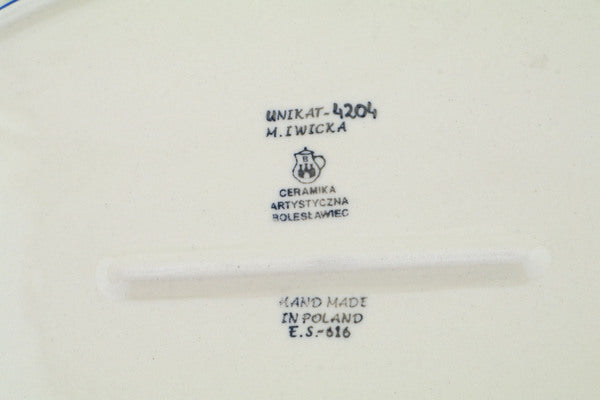 UNIKAT-4204
M. IWICKA
B
CERAMIKA
ARTYSTYCZNA
BOLESŁAWIEC
HAND MADE
IN POLAND
E.S.-616